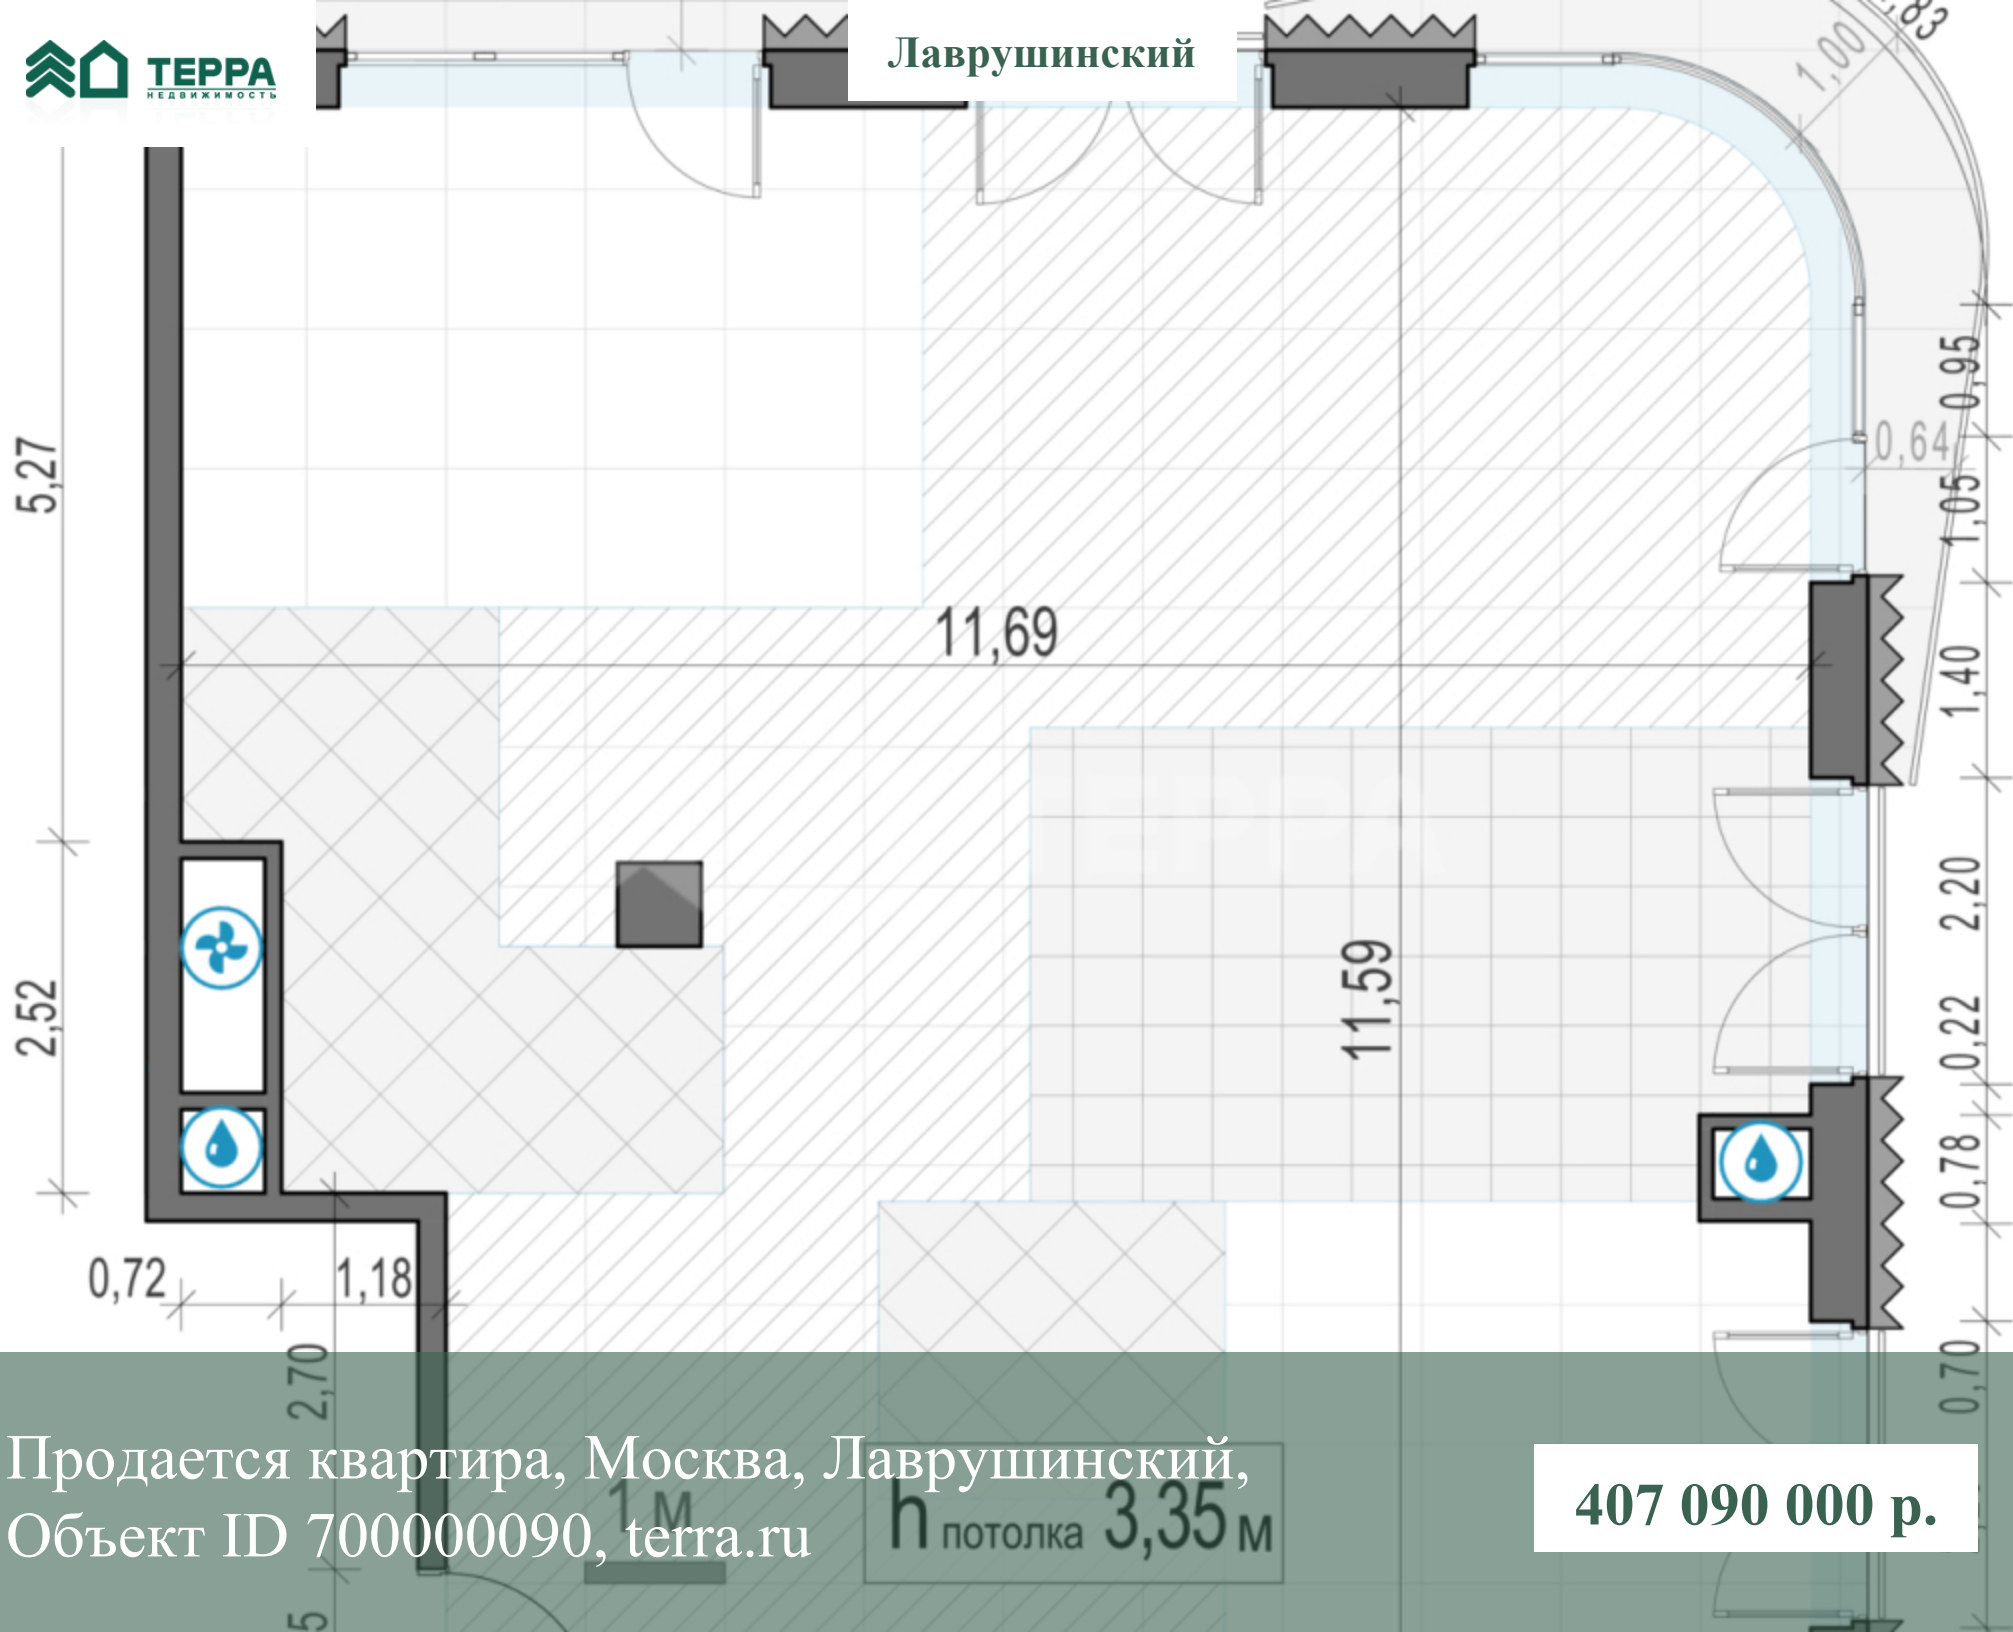 ТЕРРА
НЕДВИЖИМОСТЬ
Лаврушинский
1,00
0,95
0,64
1,05
5,27
11,69
1,40
ТЕРРА
2,20
11,59
2,52
0,22
0,78
0,72
1,18
2,70
0,70
Продается квартира, Москва, Лаврушинский,
Объект ID 700000090, terra.ru
1 м
h потолка 3,35 м
407 090 000 р.